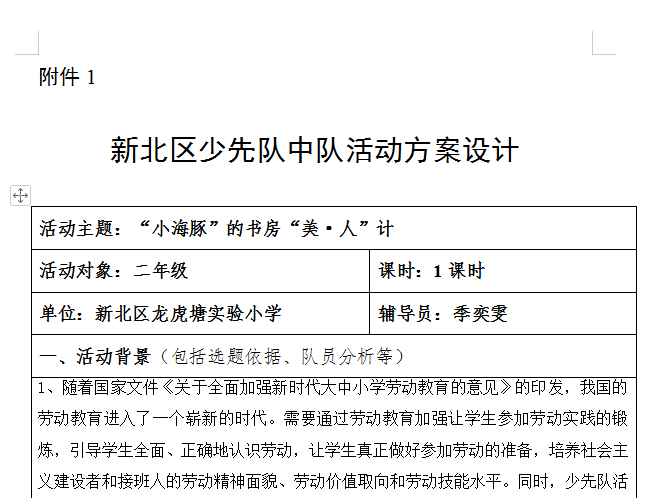 附件 1
新北区少先队中队活动方案设计
活动主题：“小海豚”的书房“美·人”计
活动对象：二年级
课时：1 课时
单位：新北区龙虎塘实验小学
辅导员：季奕雯
一、活动背景（包括选题依据、队员分析等）
1、随着国家文件《关于全面加强新时代大中小学劳动教育的意见》的印发，我国的
劳动教育进入了一个崭新的时代。需要通过劳动教育加强让学生参加劳动实践的锻
炼，引导学生全面、正确地认识劳动，让学生真正做好参加劳动的准备，培养社会主
义建设者和接班人的劳动精神面貌、劳动价值取向和劳动技能水平。同时，少先队活